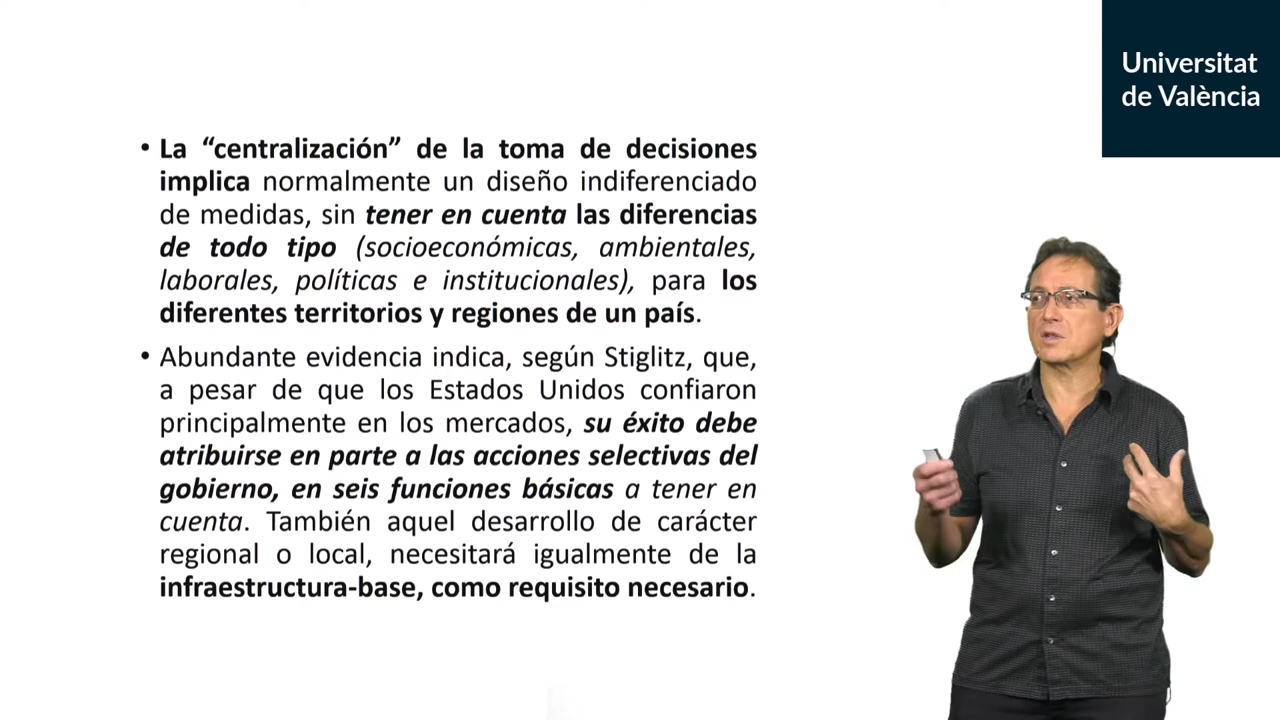 Universitat
de València
• La “centralización” de la toma de decisiones
implica normalmente un diseño indiferenciado
de medidas, sin tener en cuenta las diferencias
de todo tipo (socioeconómicas, ambientales,
laborales, políticas e institucionales), para los
diferentes territorios y regiones de un país.
• Abundante evidencia indica, según Stiglitz, que,
a pesar de que los Estados Unidos confiaron
principalmente en los mercados, su éxito debe
atribuirse en parte a las acciones selectivas del
gobierno, en seis funciones básicas a tener en
cuenta. También aquel desarrollo de carácter
regional o local, necesitará igualmente de la
infraestructura-base, como requisito necesario.